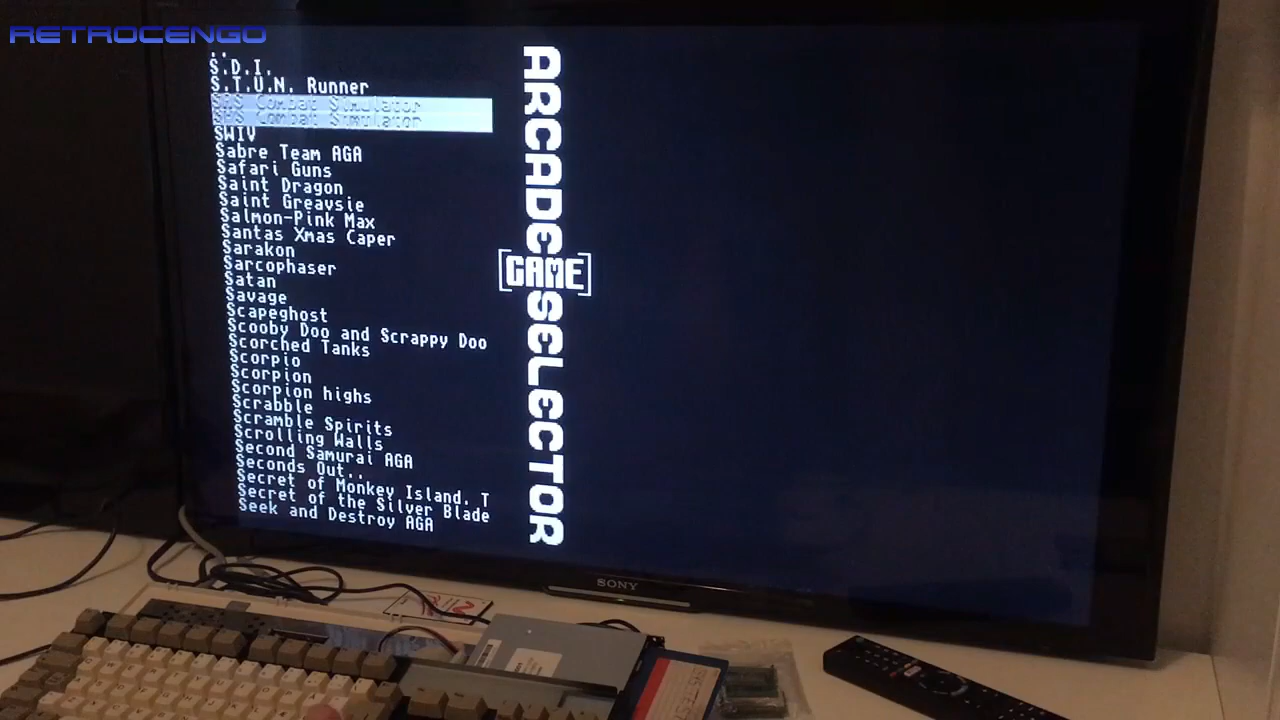 RETROCENGO
..
S.D.I.
S.T.U.N. Runner
SAS Combat Simulator
SAS Combat Simulator
SWIV
Sabre Team AGA
Safari Guns
Saint Dragon
Saint Greavsie
Salmon-Pink Max
Santas Xmas Caper
Sarakon
Sarcophaser
Satan
Savage
Scapeghost
Scooby Doo and Scrappy Doo
Scorched Tanks
Scorpio
Scorpion
Scorpion highs
Scrabble
Scramble Spirits
Scrolling Walls
Second Samurai AGA
Seconds Out..
Secret of Monkey Island. T
Secret of the Silver Blade
Seek and Destroy AGA
ARCADE
[GAME]
SELECTOR
SONY